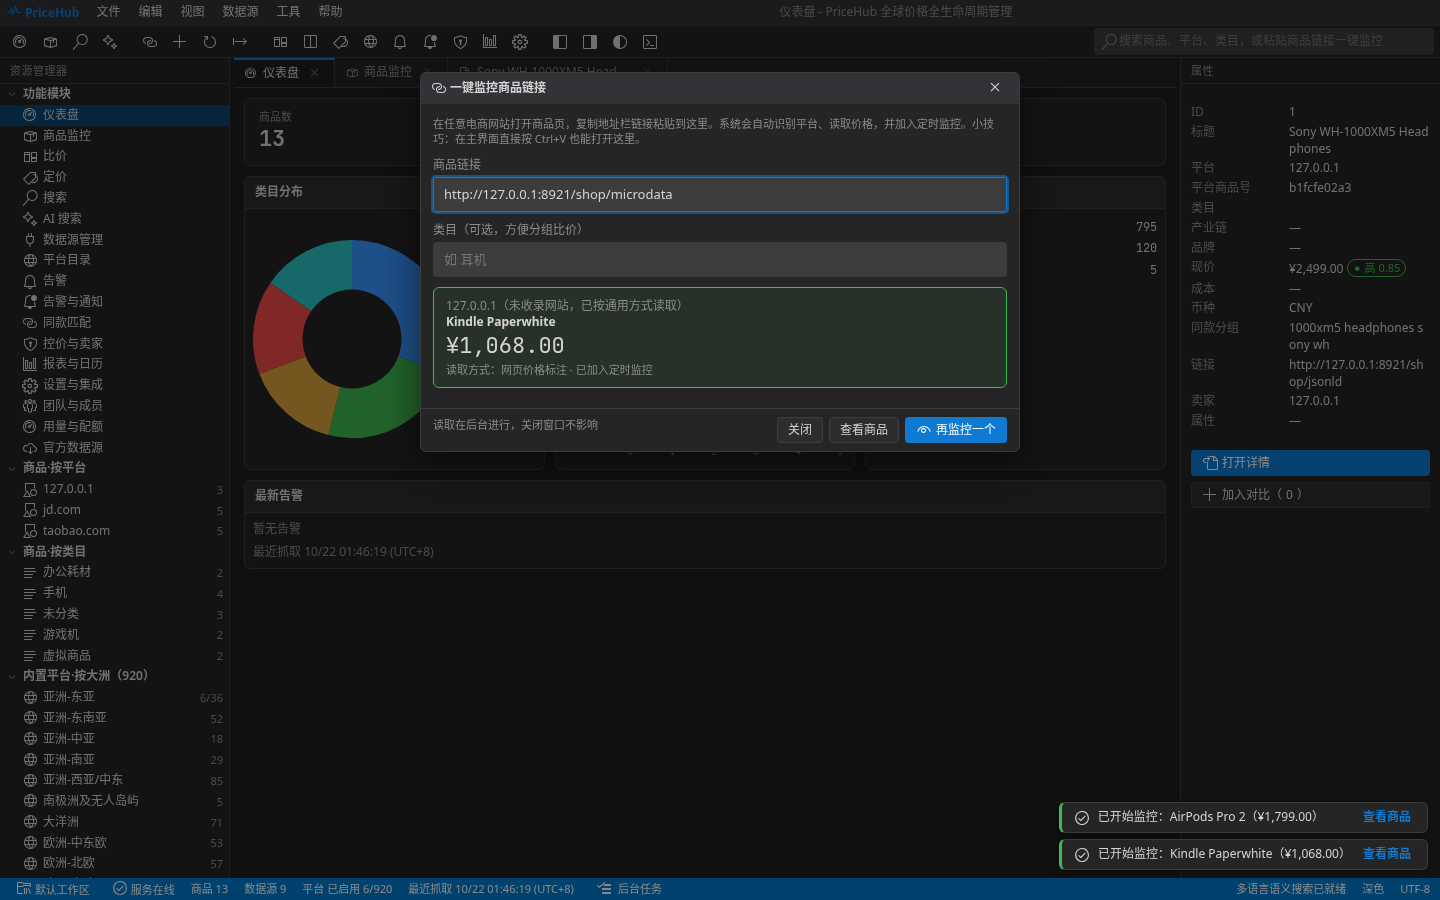 PriceHub 文件 编辑 视图 数据源 工具 帮助
仪表盘 - PriceHub 全球价格全生命周期管理
搜索商品、平台、类目，或粘贴商品链接一键监控
资源管理器
功能模块
仪表盘
商品监控
比价
定价
搜索
AI 搜索
数据源管理
平台目录
告警
告警与通知
同款匹配
控价与卖家
报表与日历
设置与集成
团队与成员
用量与配额
官方数据源
商品·按平台
127.0.0.1 3
jd.com 5
taobao.com 5
商品·按类目
办公耗材 2
手机 4
未分类 3
游戏机 2
虚拟商品 2
内置平台·按大洲（920）
亚洲-东亚 6/36
亚洲-东南亚 52
亚洲-中亚 18
亚洲-南亚 29
亚洲-西亚/中东 85
南极洲及无人岛屿 5
大洋洲 71
欧洲-中东欧 53
欧洲-北欧 57
仪表盘
商品监控
Sony WH-1000XM5 Head
商品数
13
类目分布
795
120
5
一键监控商品链接
在任意电商网站打开商品页，复制地址栏链接粘贴到这里。系统会自动识别平台、读取价格，并加入定时监控。小技
巧：在主界面直接按 Ctrl+V 也能打开这里。
商品链接
http://127.0.0.1:8921/shop/microdata
类目（可选，方便分组比价）
如 耳机
127.0.0.1（未收录网站，已按通用方式读取）
Kindle Paperwhite
¥1,068.00
读取方式：网页价格标注 · 已加入定时监控
读取在后台进行，关闭窗口不影响
关闭 查看商品 再监控一个
最新告警
暂无告警
最近抓取 10/22 01:46:19 (UTC+8)
属性
ID 1
标题 Sony WH-1000XM5 Head
phones
平台 127.0.0.1
平台商品号 b1fcfe02a3
类目
产业链 —
品牌 —
现价 ¥2,499.00 ● 高 0.85
成本 —
币种 CNY
同款分组 1000xm5 headphones s
ony wh
链接 http://127.0.0.1:8921/sh
op/jsonld
卖家 127.0.0.1
属性 —
打开详情
加入对比（ 0 ）
已开始监控：AirPods Pro 2（¥1,799.00） 查看商品
已开始监控：Kindle Paperwhite（¥1,068.00） 查看商品
默认工作区 服务在线 商品 13 数据源 9 平台 已启用 6/920 最近抓取 10/22 01:46:19 (UTC+8) 后台任务
多语言语义搜索已就绪 深色 UTF-8